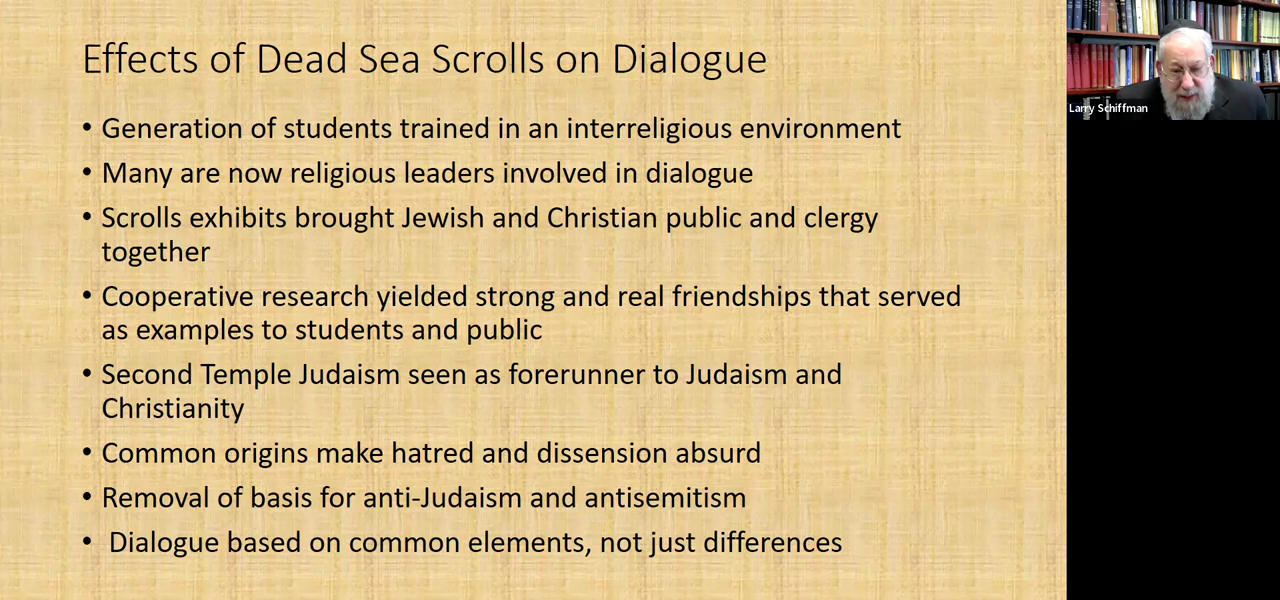 Effects of Dead Sea Scrolls on Dialogue
• Generation of students trained in an interreligious environment
• Many are now religious leaders involved in dialogue
• Scrolls exhibits brought Jewish and Christian public and clergy
together
• Cooperative research yielded strong and real friendships that served
as examples to students and public
• Second Temple Judaism seen as forerunner to Judaism and
Christianity
• Common origins make hatred and dissension absurd
• Removal of basis for anti-Judaism and antisemitism
• Dialogue based on common elements, not just differences
Larry Schiffman